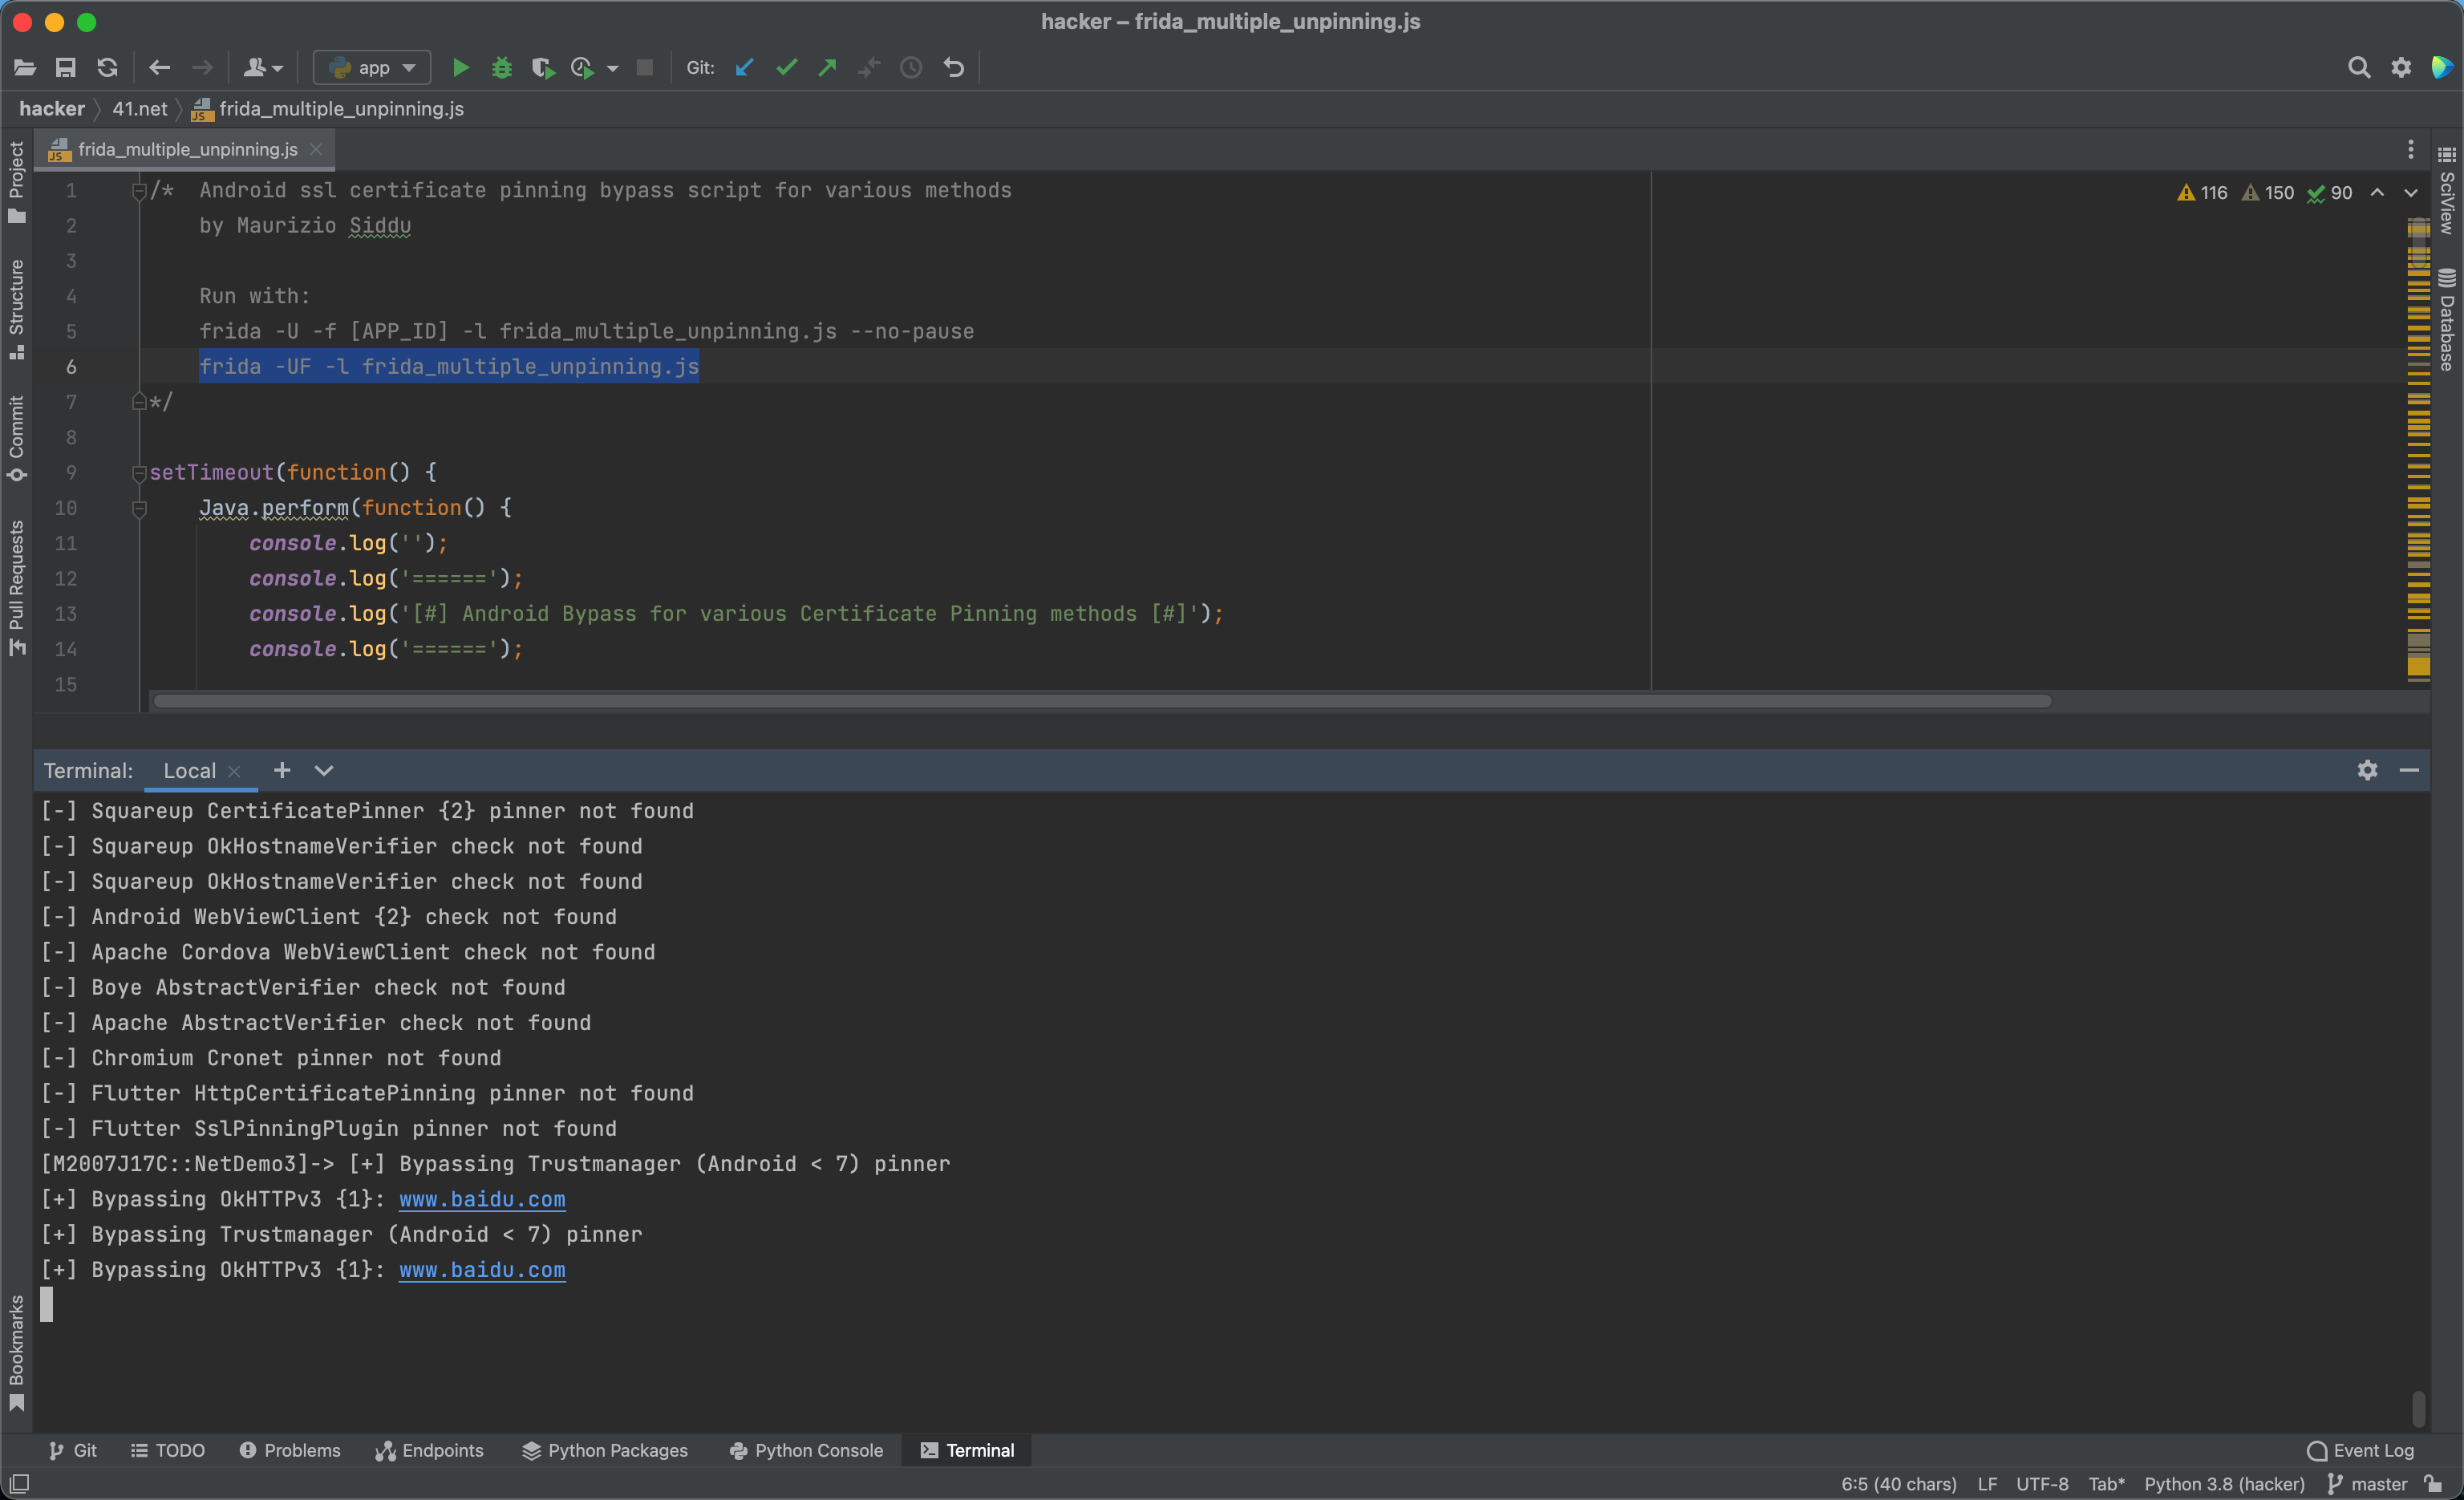 hacker – frida_multiple_unpinning.js
app
Git:
hacker 41.net frida_multiple_unpinning.js
frida_multiple_unpinning.js
116 150 90
Project
Structure
Commit
Pull Requests
Bookmarks
SciView
Database
1 /* Android ssl certificate pinning bypass script for various methods
2 by Maurizio Siddu
3
4 Run with:
5 frida -U -f [APP_ID] -l frida_multiple_unpinning.js --no-pause
6 frida -UF -l frida_multiple_unpinning.js
7 */
8
9 setTimeout(function() {
10 Java.perform(function() {
11 console.log('');
12 console.log('======');
13 console.log('[#] Android Bypass for various Certificate Pinning methods [#]');
14 console.log('======');
15
Terminal: Local
[-] Squareup CertificatePinner {2} pinner not found
[-] Squareup OkHostnameVerifier check not found
[-] Squareup OkHostnameVerifier check not found
[-] Android WebViewClient {2} check not found
[-] Apache Cordova WebViewClient check not found
[-] Boye AbstractVerifier check not found
[-] Apache AbstractVerifier check not found
[-] Chromium Cronet pinner not found
[-] Flutter HttpCertificatePinning pinner not found
[-] Flutter SslPinningPlugin pinner not found
[M2007J17C::NetDemo3]-> [+] Bypassing Trustmanager (Android < 7) pinner
[+] Bypassing OkHTTPv3 {1}: www.baidu.com
[+] Bypassing Trustmanager (Android < 7) pinner
[+] Bypassing OkHTTPv3 {1}: www.baidu.com
Git TODO Problems Endpoints Python Packages Python Console Terminal Event Log
6:5 (40 chars) LF UTF-8 Tab* Python 3.8 (hacker) master